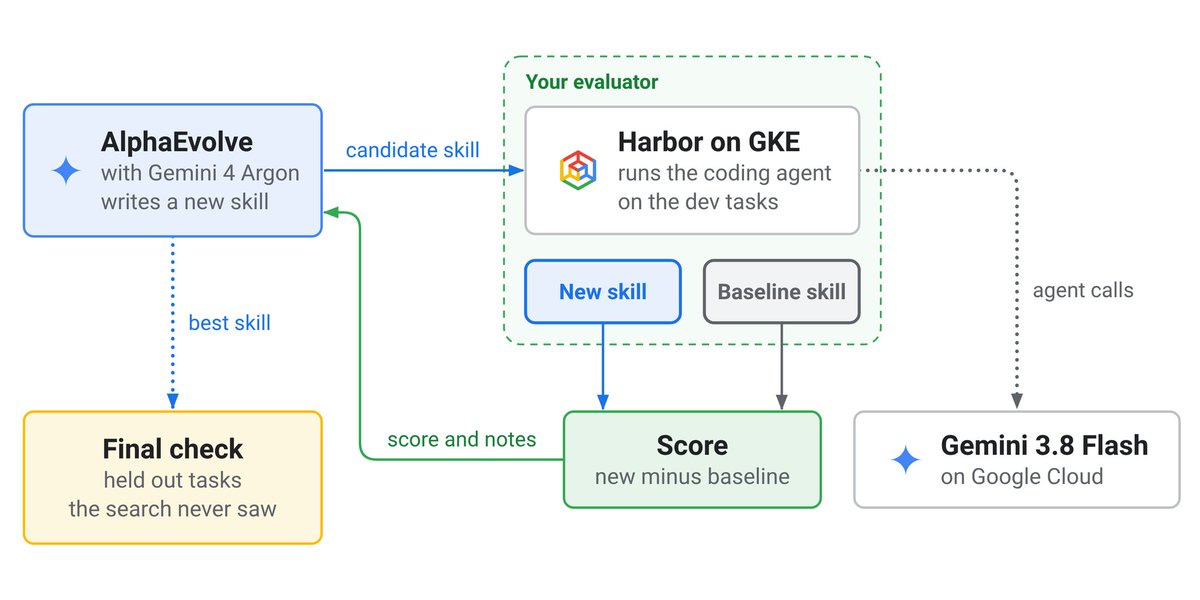 Your evaluator
AlphaEvolve
with Gemini 4 Argon
writes a new skill
candidate skill
Harbor on GKE
runs the coding agent
on the dev tasks
New skill
Baseline skill
agent calls
best skill
score and notes
Final check
held out tasks
the search never saw
Score
new minus baseline
Gemini 3.8 Flash
on Google Cloud